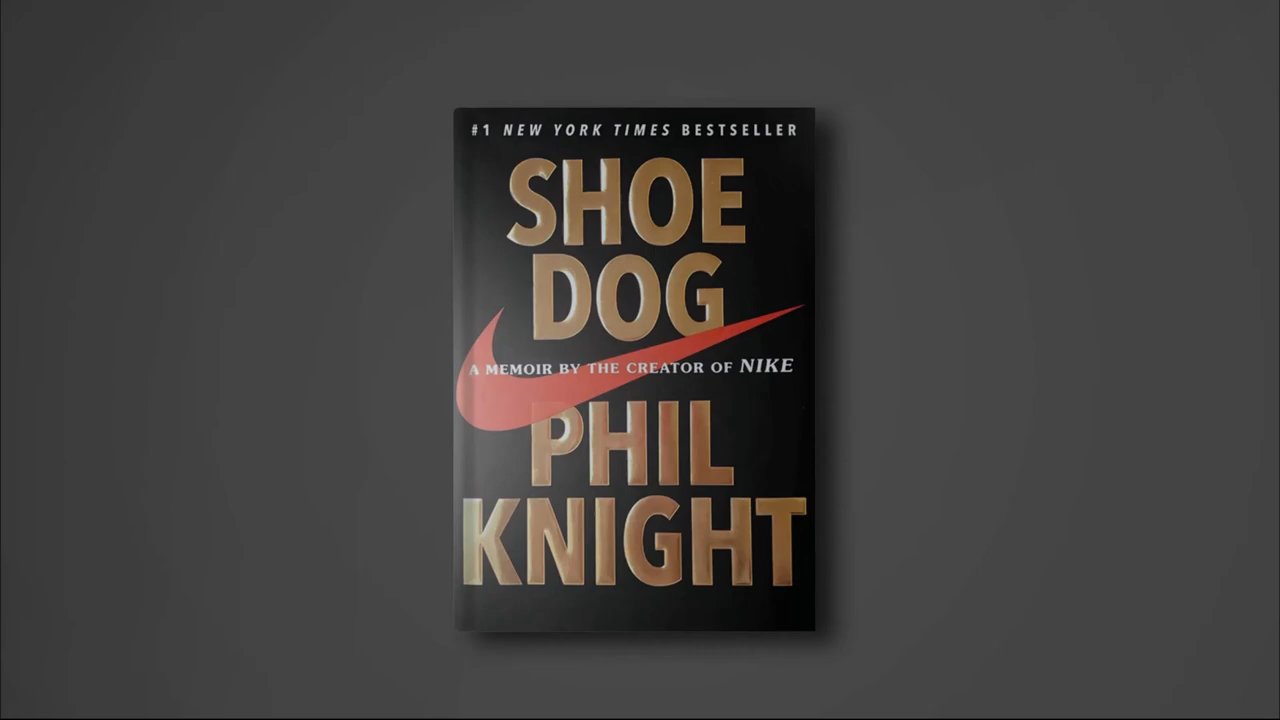 #1 NEW YORK TIMES BESTSELLER
SHOE
DOG
A MEMOIR BY THE CREATOR OF NIKE
PHIL
KNIGHT